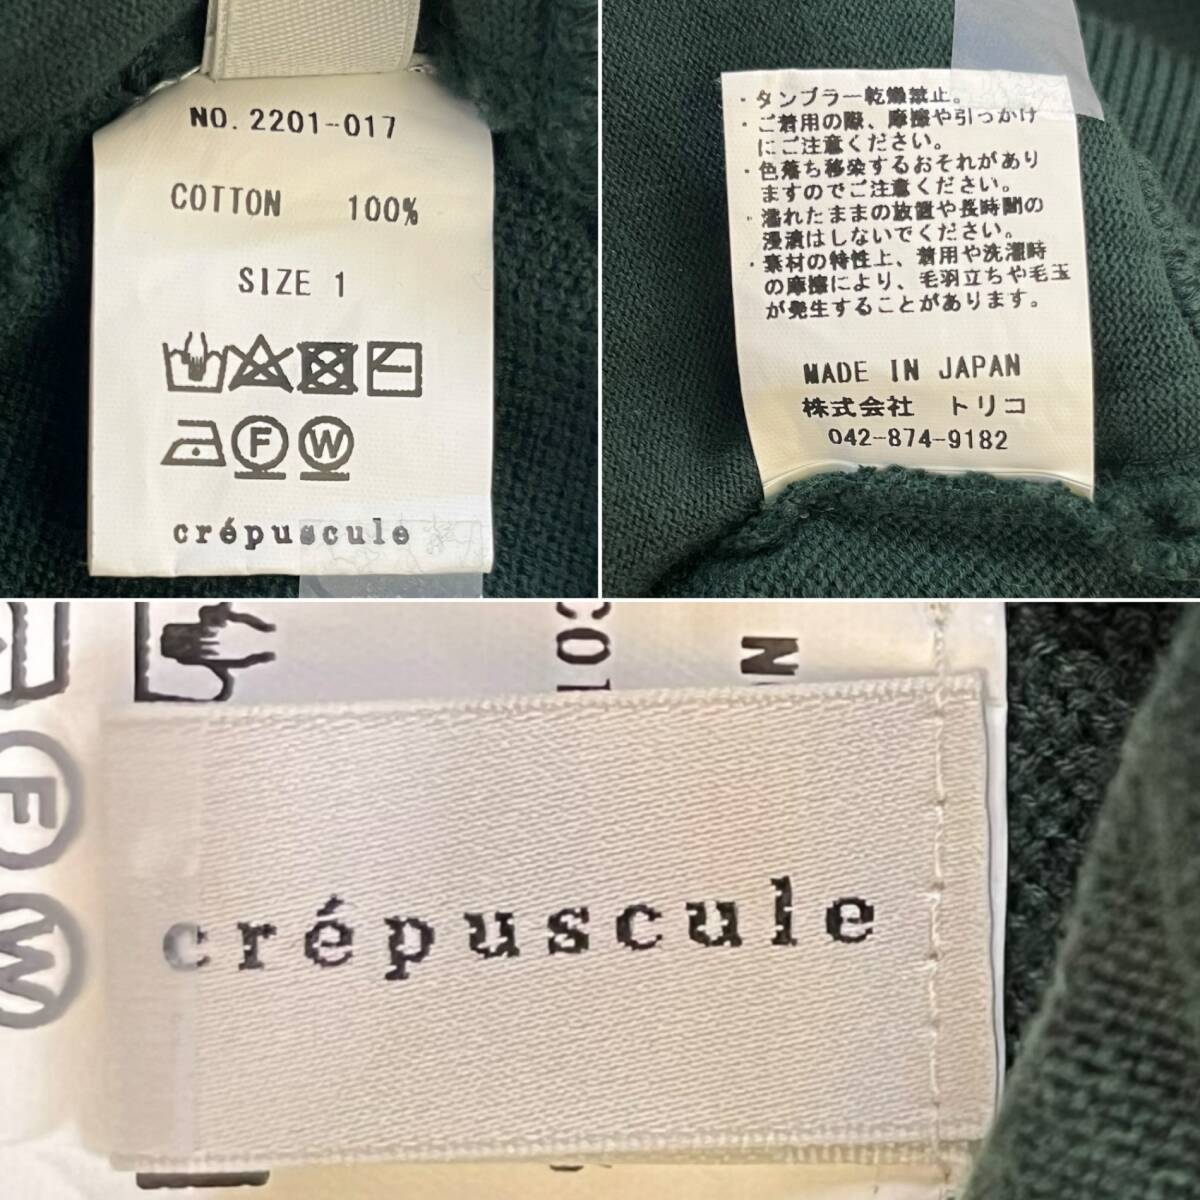 NO. 2201-017
COTTON 100%
SIZE 1
F W
crépuscule
・タンブラー乾燥禁止。
・ご着用の際、摩擦や引っかけ
にご注意ください。
・色落ち移染するおそれがあり
ますのでご注意ください。
・濡れたままの放置や長時間の
浸漬はしないでください。
・素材の特性上、着用や洗濯時
の摩擦により、毛羽立ちや毛玉
が発生することがあります。
MADE IN JAPAN
株式会社 トリコ
042-874-9182
COT
N
F
W
crépuscule